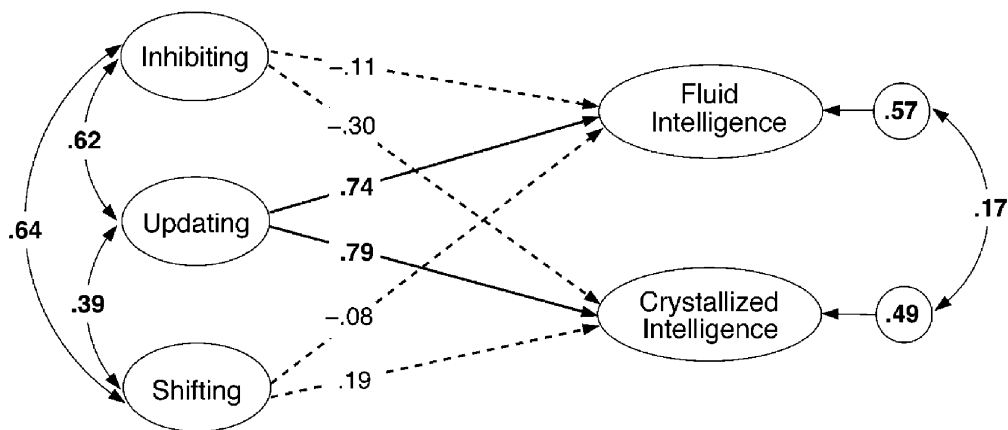 Inhibiting
–.11
Fluid
Intelligence
.57
–.30
.62
.74
Updating
.64
.17
.79
.39
Crystallized
Intelligence
.49
–.08
Shifting
.19